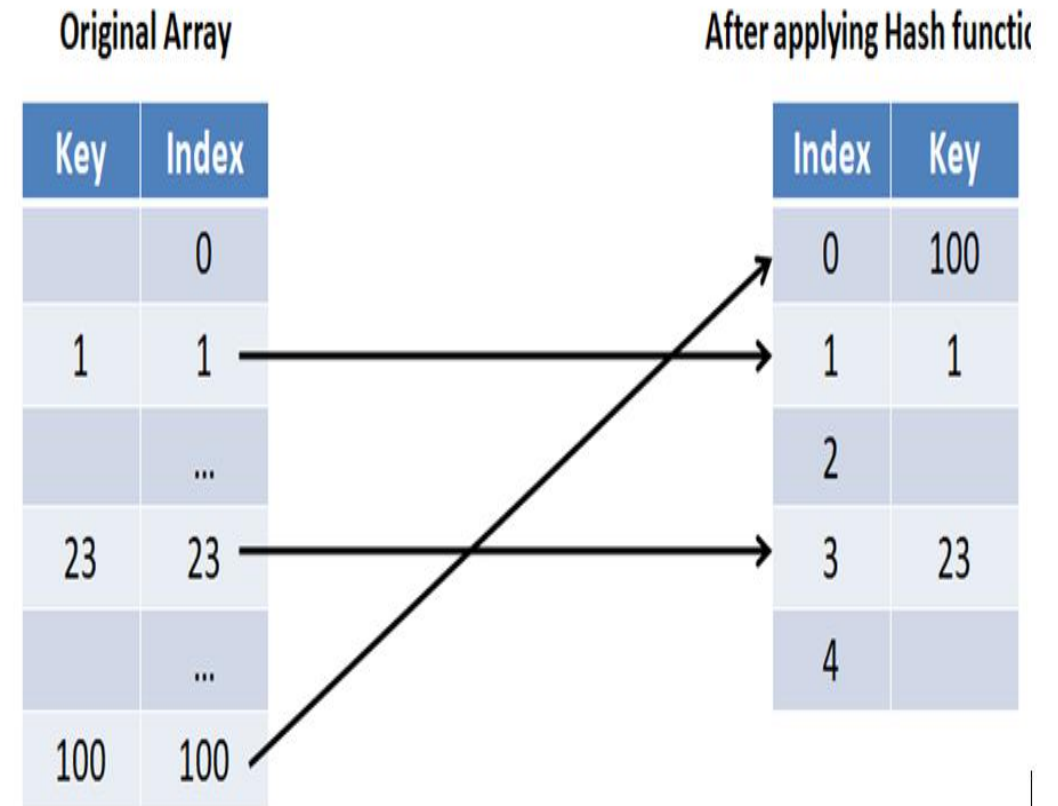 Original Array
After applying Hash functio
Key Index
0
1 1
...
23 23
...
100 100
Index Key
0 100
1 1
2
3 23
4